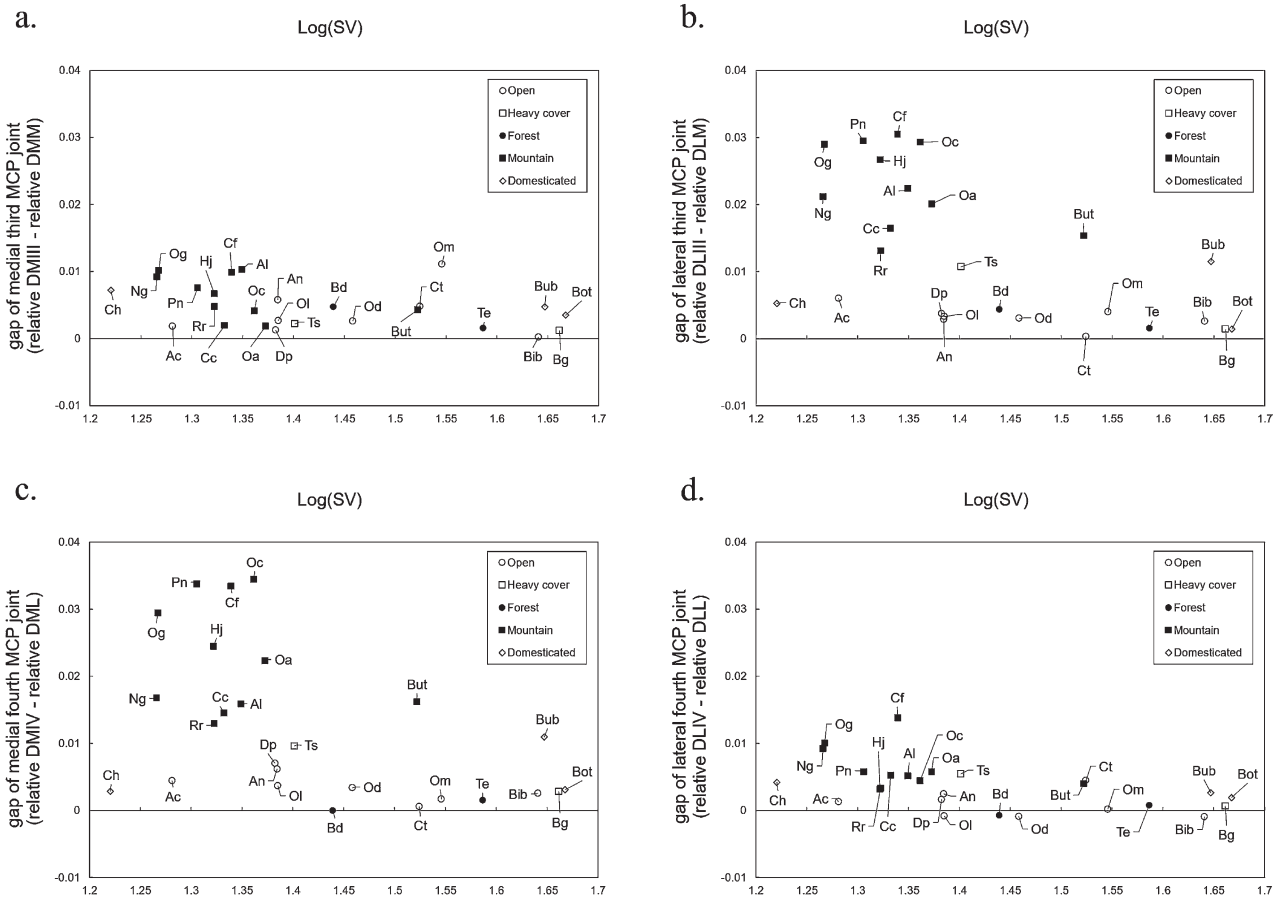 a.
Log(SV)
gap of medial third MCP joint
(relative DMIII - relative DMM)
0.04
0.03
0.02
0.01
0
-0.01
Open
Heavy cover
Forest
Mountain
Domesticated
Om
Cf
Og Hj Al
An Ct Bub
Ng Pn Oc Ol Bd Od Te Bot
Ch Rr Ts But
Ac Cc Oa Dp Bib Bg
1.2 1.25 1.3 1.35 1.4 1.45 1.5 1.55 1.6 1.65 1.7
b.
Log(SV)
gap of lateral third MCP joint
(relative DLIII - relative DLM)
0.04
0.03
0.02
0.01
0
-0.01
Open
Heavy cover
Forest
Mountain
Domesticated
Pn Cf
Og Hj Oc
Al Oa
Ng Cc But
Rr Ts Bub
Dp Bd Om
Ch Ac Ol Od Te Bib Bot
An Ct Bg
1.2 1.25 1.3 1.35 1.4 1.45 1.5 1.55 1.6 1.65 1.7
c.
Log(SV)
gap of medial fourth MCP joint
(relative DMIV - relative DML)
0.04
0.03
0.02
0.01
0
-0.01
Open
Heavy cover
Forest
Mountain
Domesticated
Oc
Pn Cf
Og Hj
Oa
Ng Cc Al But
Rr Ts Bub
Dp
Ch An Od Om Te Bot
Ac Ol Bib
Bd Ct Bg
1.2 1.25 1.3 1.35 1.4 1.45 1.5 1.55 1.6 1.65 1.7
d.
Log(SV)
gap of lateral fourth MCP joint
(relative DLIV - relative DLL)
0.04
0.03
0.02
0.01
0
-0.01
Open
Heavy cover
Forest
Mountain
Domesticated
Cf
Og Hj Oc
Ng Pn Al Oa Ts Ct Bub Bot
Ch Ac An Bd But Om
Rr Cc Dp Ol Od Te Bib Bg
1.2 1.25 1.3 1.35 1.4 1.45 1.5 1.55 1.6 1.65 1.7